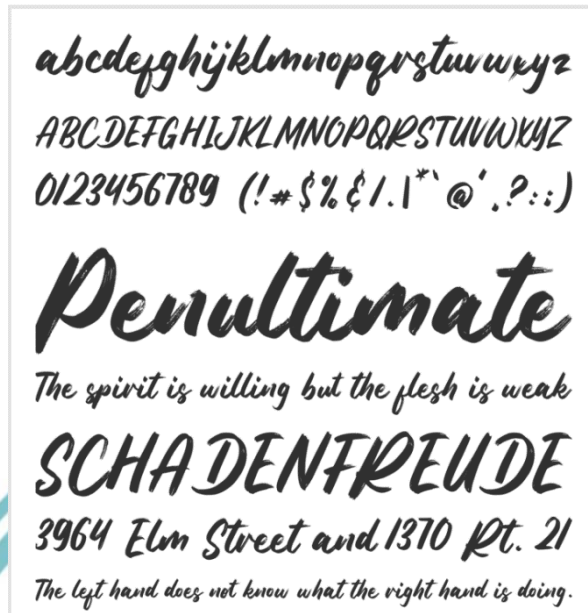 abcdefghijklmnopqrstuvwxyz
ABCDEFGHIJKLMNOPQRSTUVWXYZ
0123456789 (!#$%&/.\*`@',?:;)
Penultimate
The spirit is willing but the flesh is weak
SCHADENFREUDE
3964 Elm Street and 1370 Rt. 21
The left hand does not know what the right hand is doing.